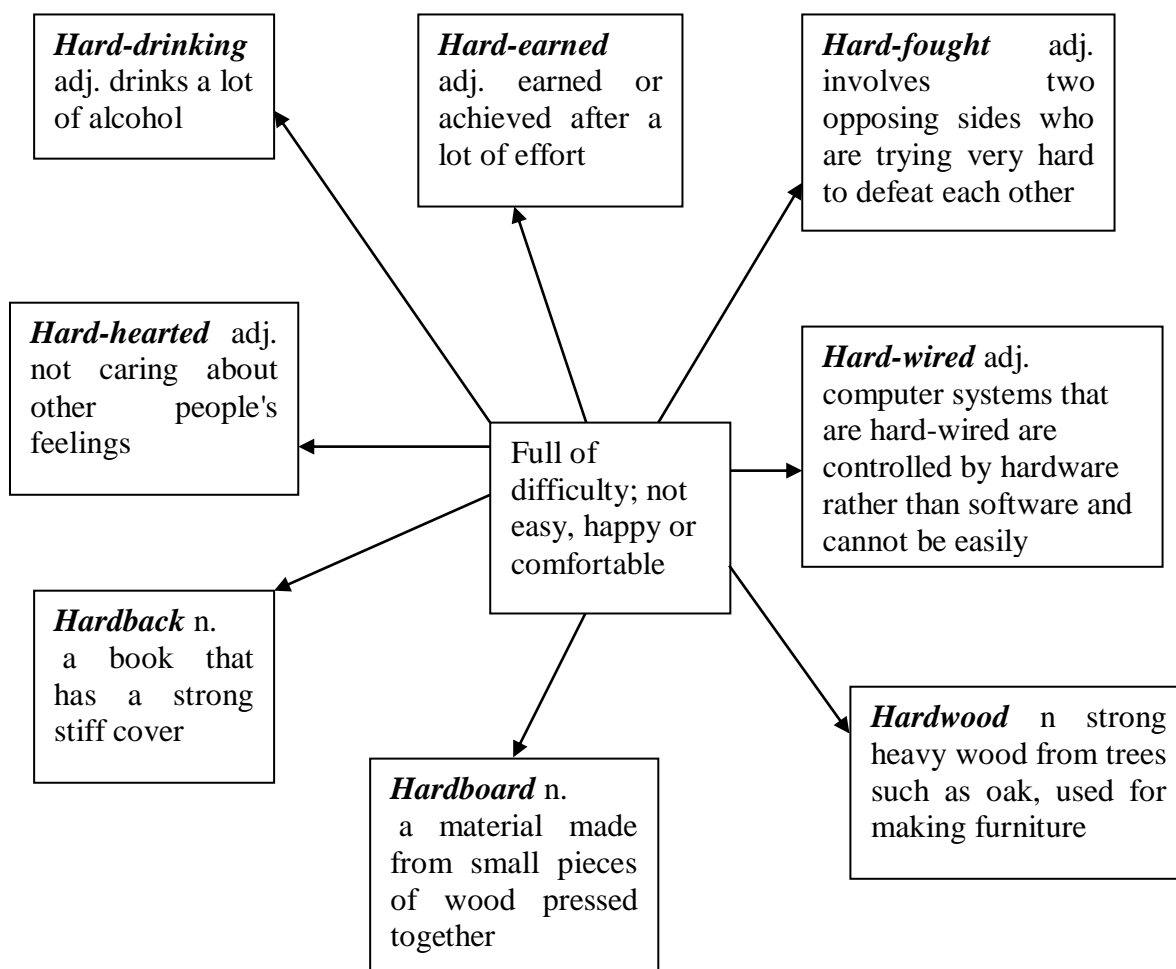 Hard-drinking
adj. drinks a lot
of alcohol
Hard-earned
adj. earned or
achieved after a
lot of effort
Hard-fought adj.
involves two
opposing sides who
are trying very hard
to defeat each other
Hard-hearted adj.
not caring about
other people's
feelings
Full of
difficulty; not
easy, happy or
comfortable
Hard-wired adj.
computer systems that
are hard-wired are
controlled by hardware
rather than software and
cannot be easily
Hardback n.
a book that
has a strong
stiff cover
Hardboard n.
a material made
from small pieces
of wood pressed
together
Hardwood n strong
heavy wood from trees
such as oak, used for
making furniture